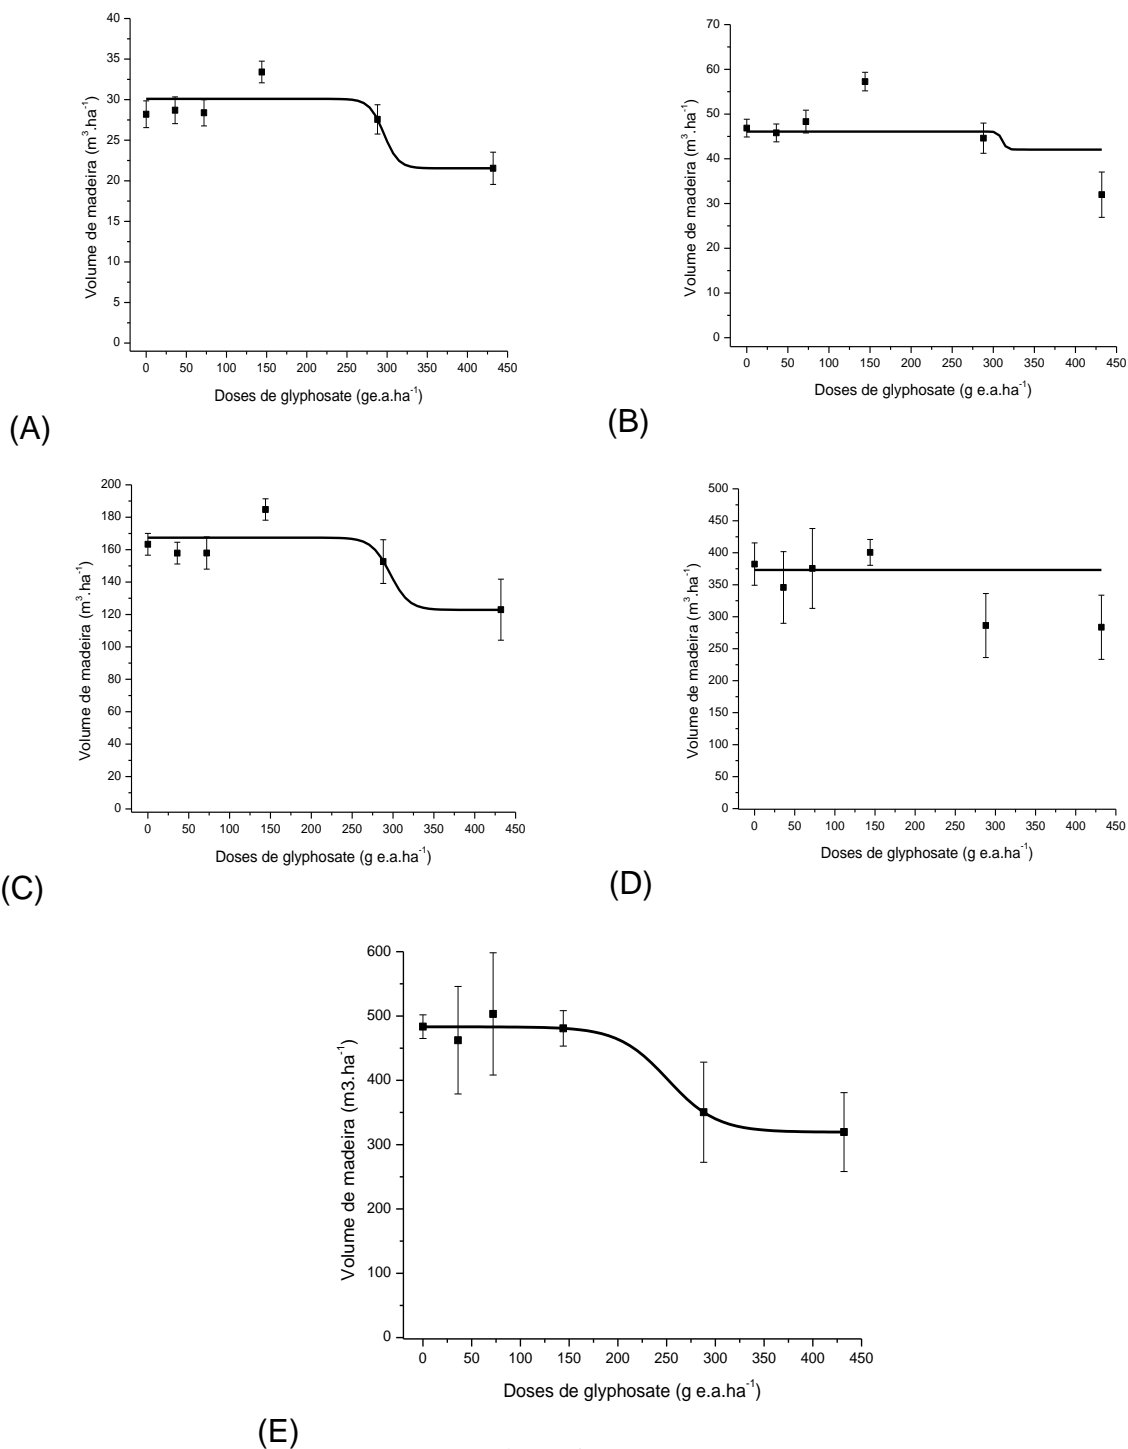 40
35
30
25
20
15
10
5
0
Volume de madeira (m³.ha⁻¹)
0 50 100 150 200 250 300 350 400 450
Doses de glyphosate (ge.a.ha⁻¹)
(A)
70
60
50
40
30
20
10
0
Volume de madeira (m³.ha⁻¹)
0 50 100 150 200 250 300 350 400 450
Doses de glyphosate (g e.a.ha⁻¹)
(B)
200
180
160
140
120
100
80
60
40
20
0
Volume de madeira (m³.ha⁻¹)
0 50 100 150 200 250 300 350 400 450
Doses de glyphosate (g e.a.ha⁻¹)
(C)
500
450
400
350
300
250
200
150
100
50
0
Volume de madeira (m³.ha⁻¹)
0 50 100 150 200 250 300 350 400 450
Doses de glyphosate (g e.a.ha⁻¹)
(D)
600
500
400
300
200
100
0
Volume de madeira (m3.ha⁻¹)
0 50 100 150 200 250 300 350 400 450
Doses de glyphosate (g e.a.ha⁻¹)
(E)